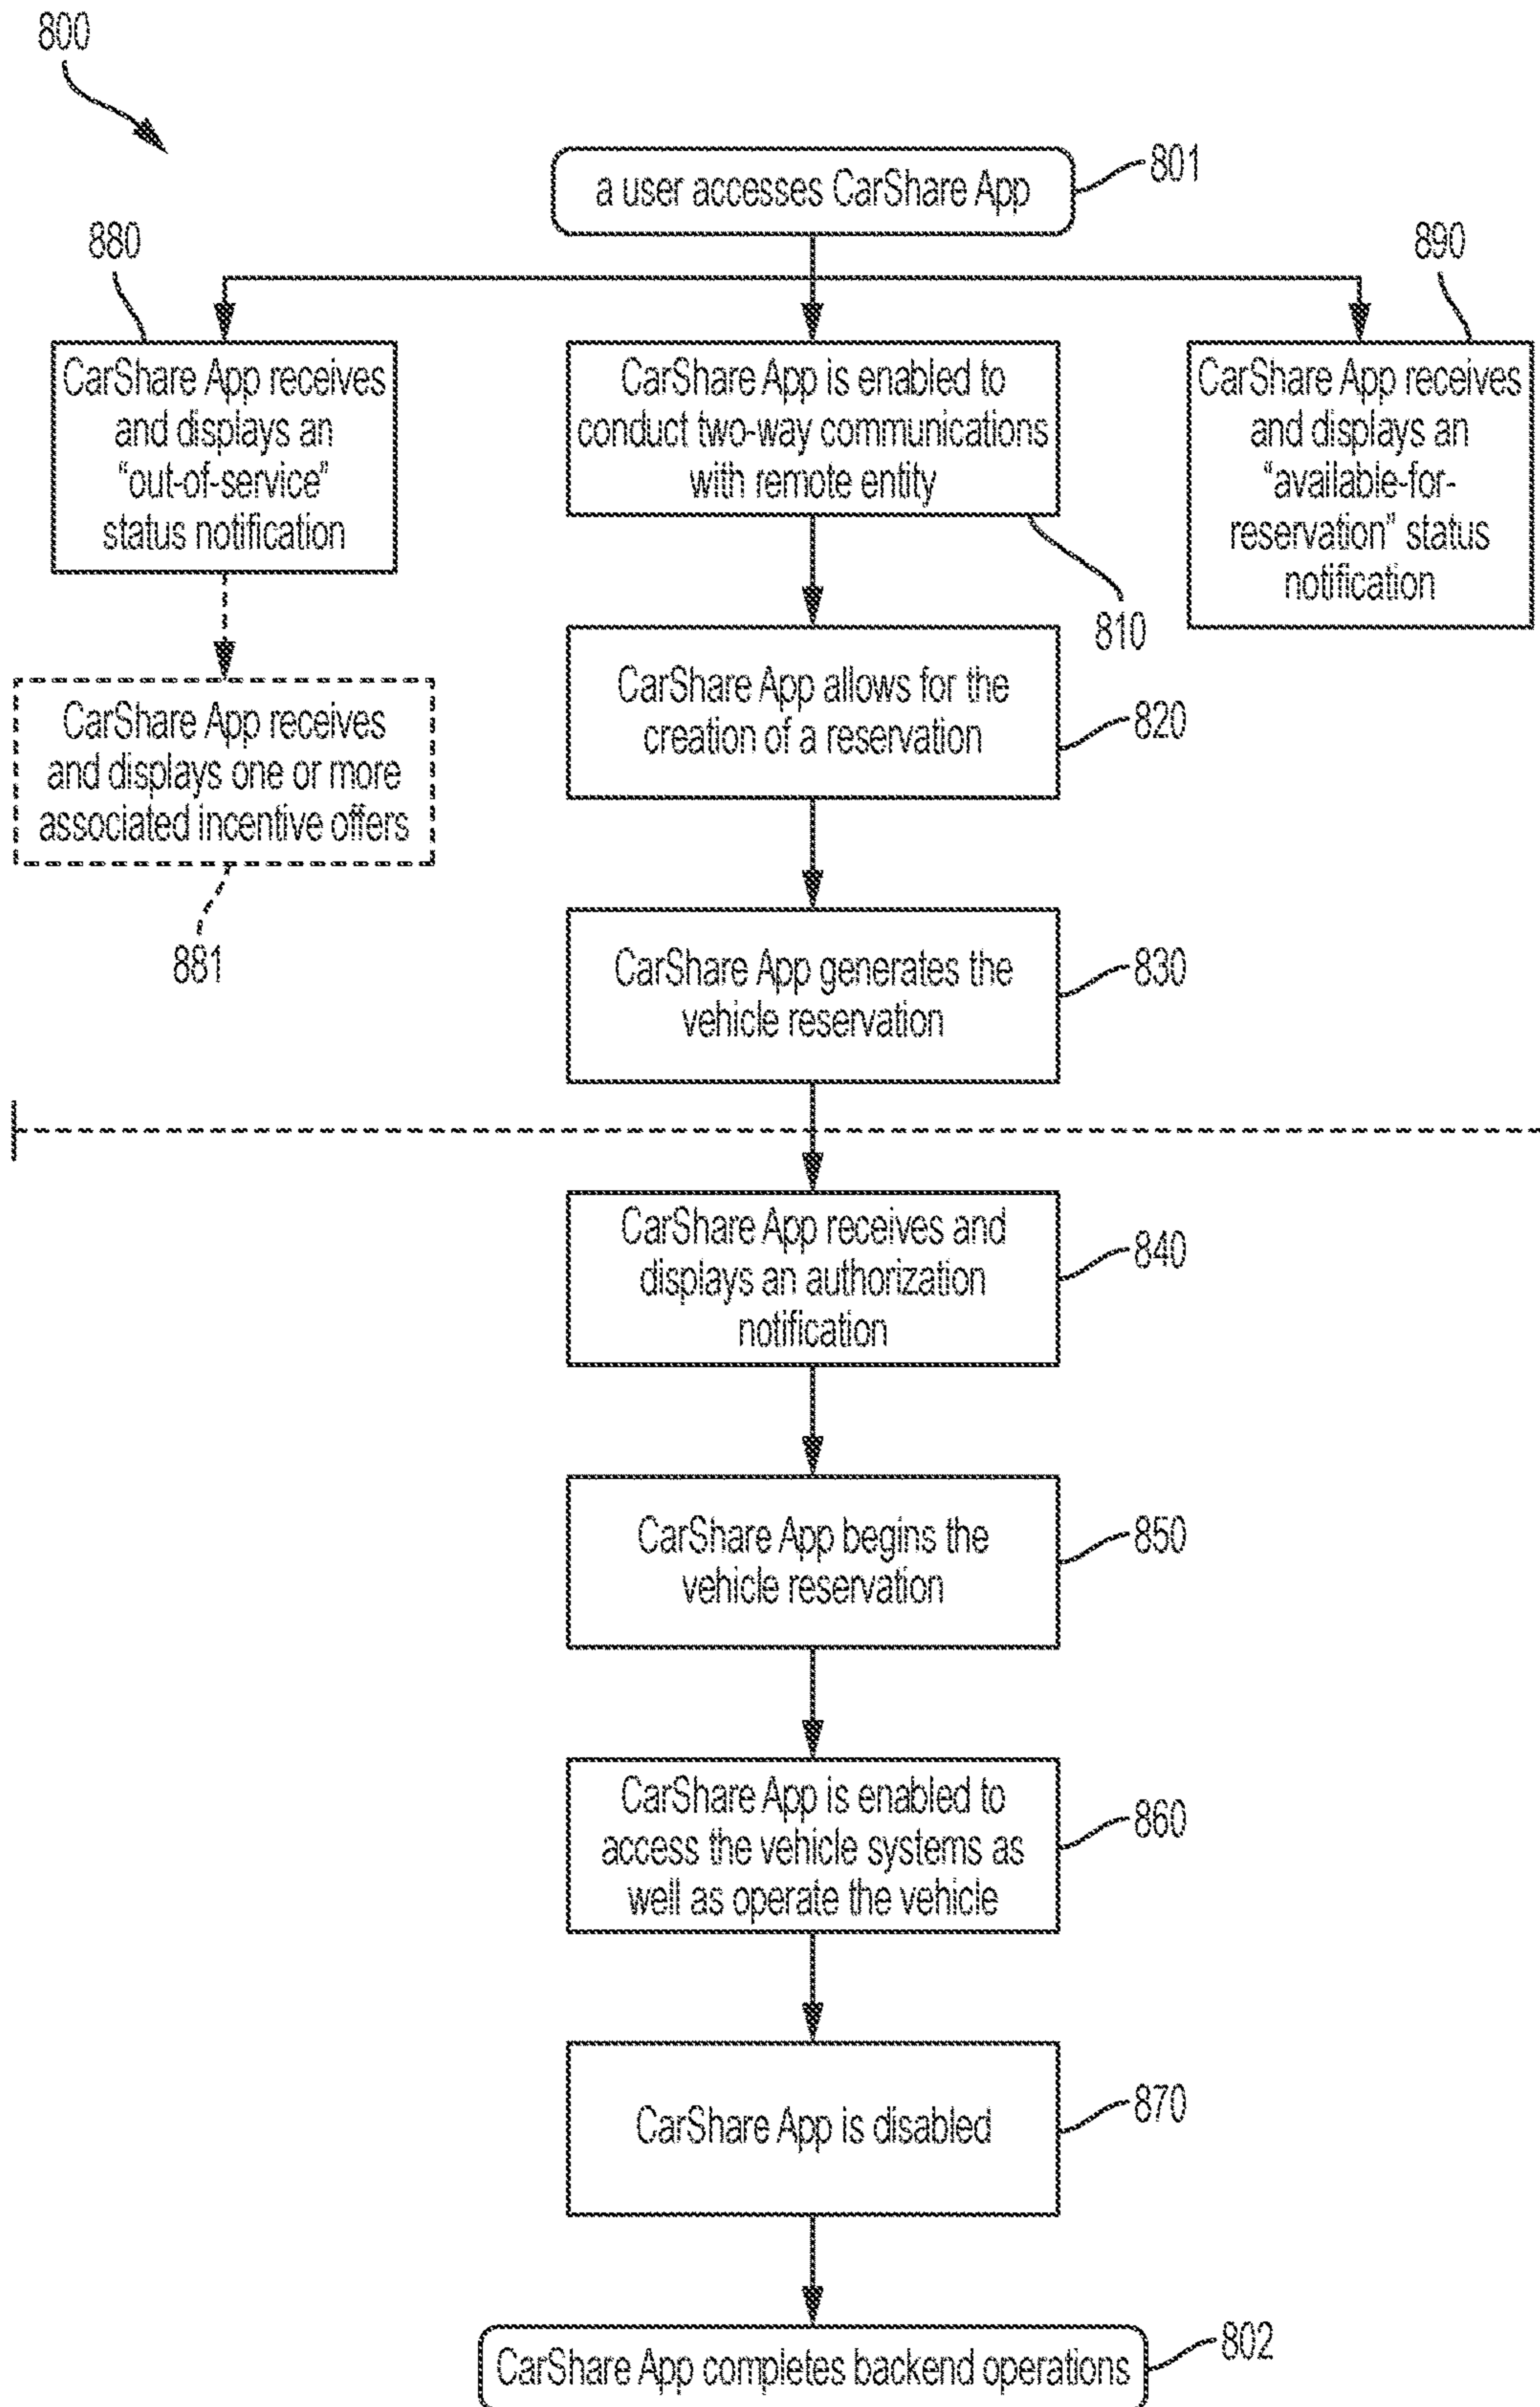 800
a user accesses CarShare App
801
880
890
CarShare App receives
and displays an
“out-of-service”
status notification
CarShare App is enabled to
conduct two-way communications
with remote entity
810
CarShare App receives
and displays an
“available-for-
reservation” status
notification
CarShare App receives
and displays one or more
associated incentive offers
881
CarShare App allows for the
creation of a reservation
820
CarShare App generates the
vehicle reservation
830
CarShare App receives and
displays an authorization
notification
840
CarShare App begins the
vehicle reservation
850
CarShare App is enabled to
access the vehicle systems as
well as operate the vehicle
860
CarShare App is disabled
870
CarShare App completes backend operations
802